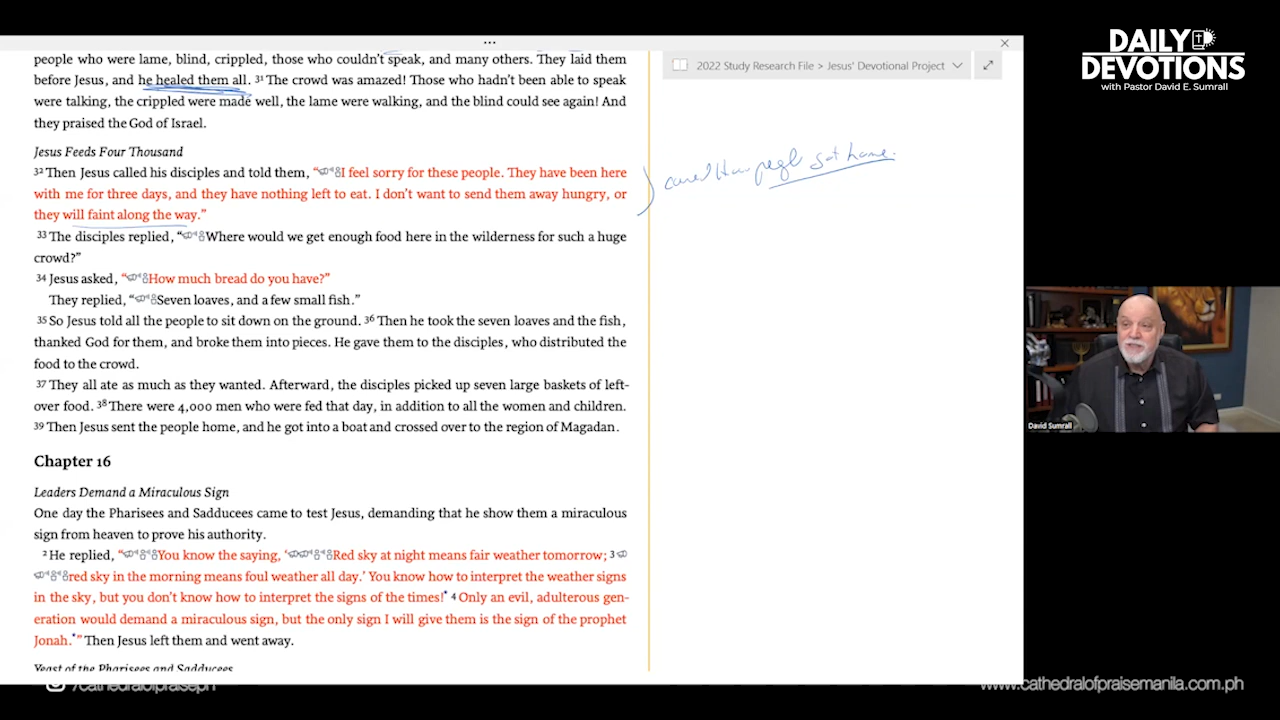 DAILY
DEVOTIONS
with Pastor David E. Sumrall
people who were lame, blind, crippled, those who couldn't speak, and many others. They laid them
before Jesus, and he healed them all. 31 The crowd was amazed! Those who hadn't been able to speak
were talking, the crippled were made well, the lame were walking, and the blind could see again! And
they praised the God of Israel.
2022 Study Research File > Jesus' Devotional Project
Jesus Feeds Four Thousand
32 Then Jesus called his disciples and told them, "I feel sorry for these people. They have been here
with me for three days, and they have nothing left to eat. I don't want to send them away hungry, or
they will faint along the way."
home.
33 The disciples replied, "Where would we get enough food here in the wilderness for such a huge
crowd?"
34 Jesus asked, "How much bread do you have?"
They replied, "Seven loaves, and a few small fish."
35 So Jesus told all the people to sit down on the ground. 36 Then he took the seven loaves and the fish,
thanked God for them, and broke them into pieces. He gave them to the disciples, who distributed the
food to the crowd.
37 They all ate as much as they wanted. Afterward, the disciples picked up seven large baskets of left-
over food. 38 There were 4,000 men who were fed that day, in addition to all the women and children.
39 Then Jesus sent the people home, and he got into a boat and crossed over to the region of Magadan.
Chapter 16
Leaders Demand a Miraculous Sign
One day the Pharisees and Sadducees came to test Jesus, demanding that he show them a miraculous
sign from heaven to prove his authority.
2 He replied, "You know the saying, 'Red sky at night means fair weather tomorrow; 3
red sky in the morning means foul weather all day.' You know how to interpret the weather signs
in the sky, but you don't know how to interpret the signs of the times!* 4 Only an evil, adulterous gen-
eration would demand a miraculous sign, but the only sign I will give them is the sign of the prophet
Jonah.*" Then Jesus left them and went away.
Yeast of the Pharisees and Sadducees
David Sumrall
/cathedralofpraiseph
www.cathedralofpraisemanila.com.ph